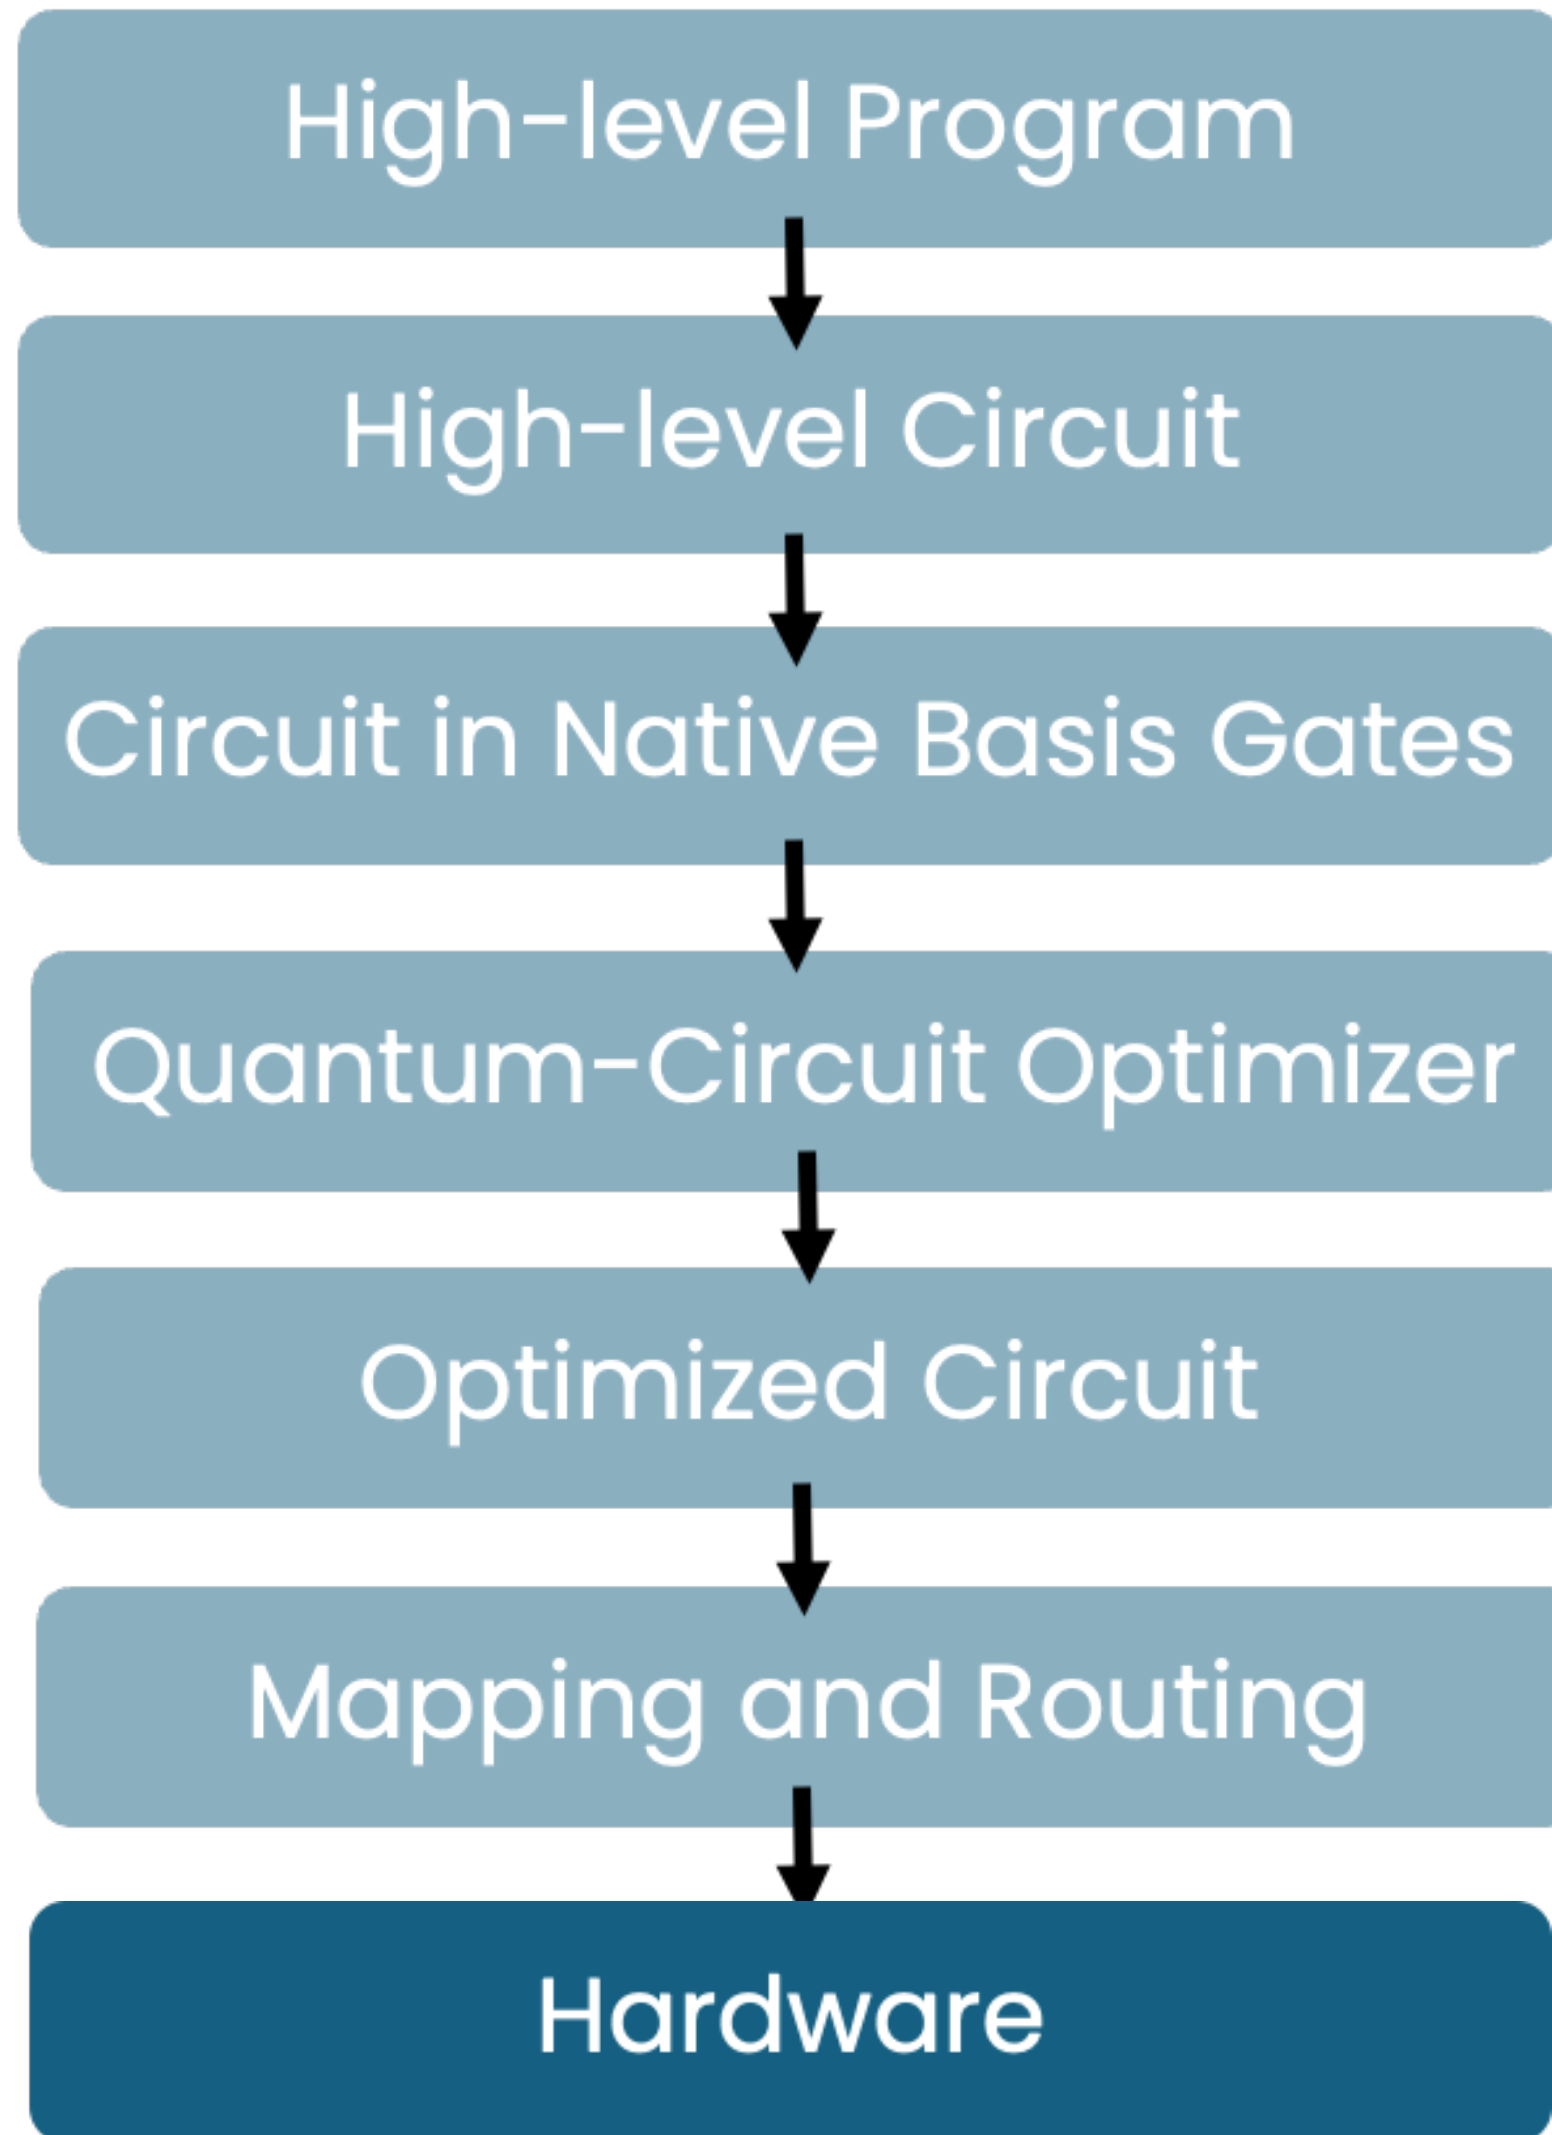 High-level Program
High-level Circuit
Circuit in Native Basis Gates
Quantum-Circuit Optimizer
Optimized Circuit
Mapping and Routing
Hardware